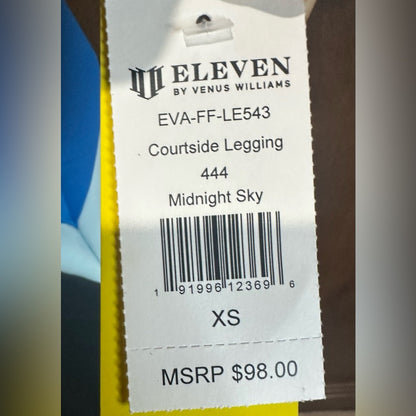 ELEVEN
BY VENUS WILLIAMS
EVA-FF-LE543
Courtside Legging
444
Midnight Sky
1 91996 12369 6
XS
MSRP $98.00